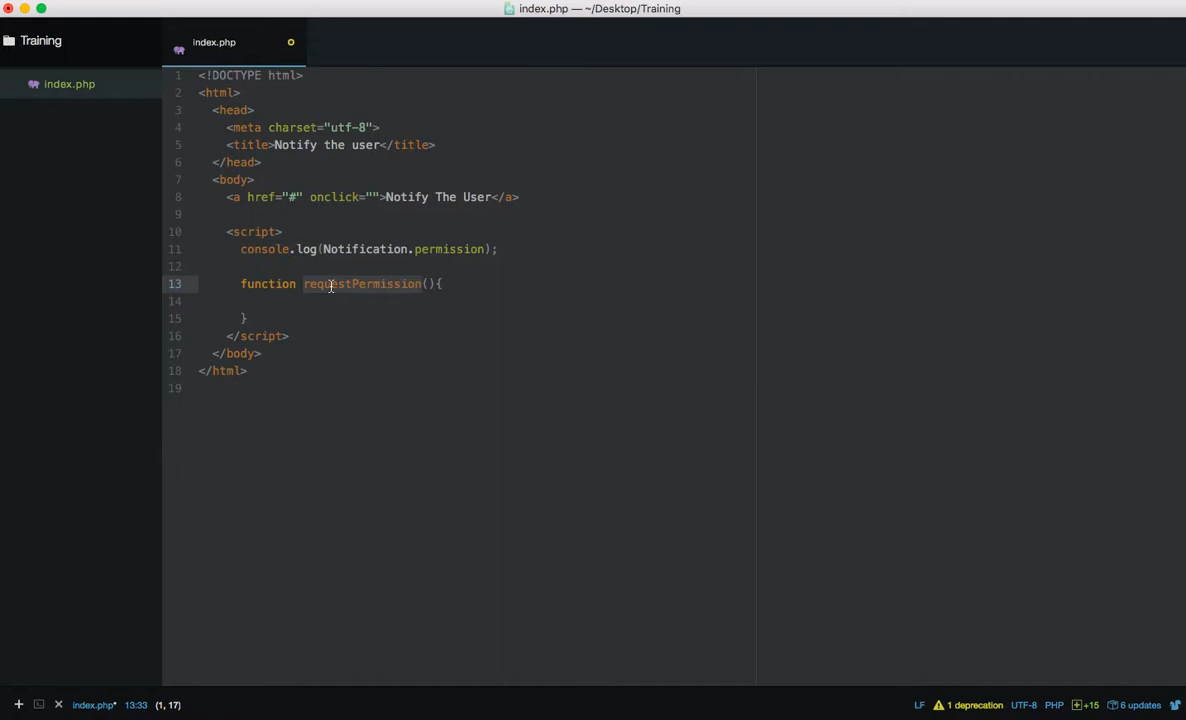 index.php — ~/Desktop/Training
Training
index.php
index.php
1 <!DOCTYPE html>
2 <html>
3 <head>
4 <meta charset="utf-8">
5 <title>Notify the user</title>
6 </head>
7 <body>
8 <a href="#" onclick="">Notify The User</a>
9
10 <script>
11 console.log(Notification.permission);
12
13 function requestPermission(){
14
15 }
16 </script>
17 </body>
18 </html>
19
index.php* 13:33 (1, 17) LF 1 deprecation UTF-8 PHP +15 6 updates